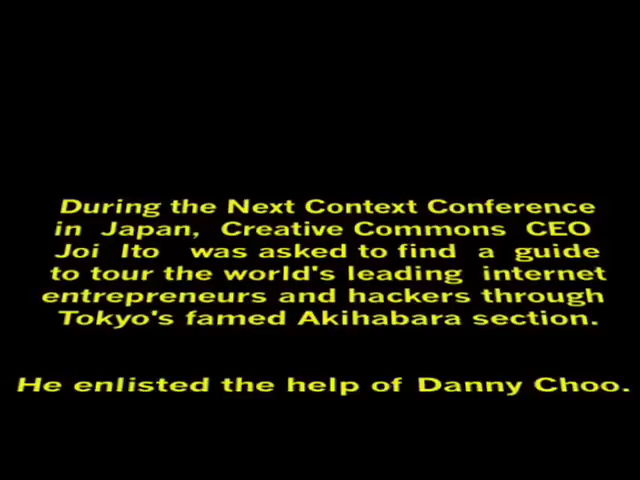 During the Next Context Conference
in Japan, Creative Commons CEO
Joi Ito was asked to find a guide
to tour the world's leading internet
entrepreneurs and hackers through
Tokyo's famed Akihabara section.
He enlisted the help of Danny Choo.